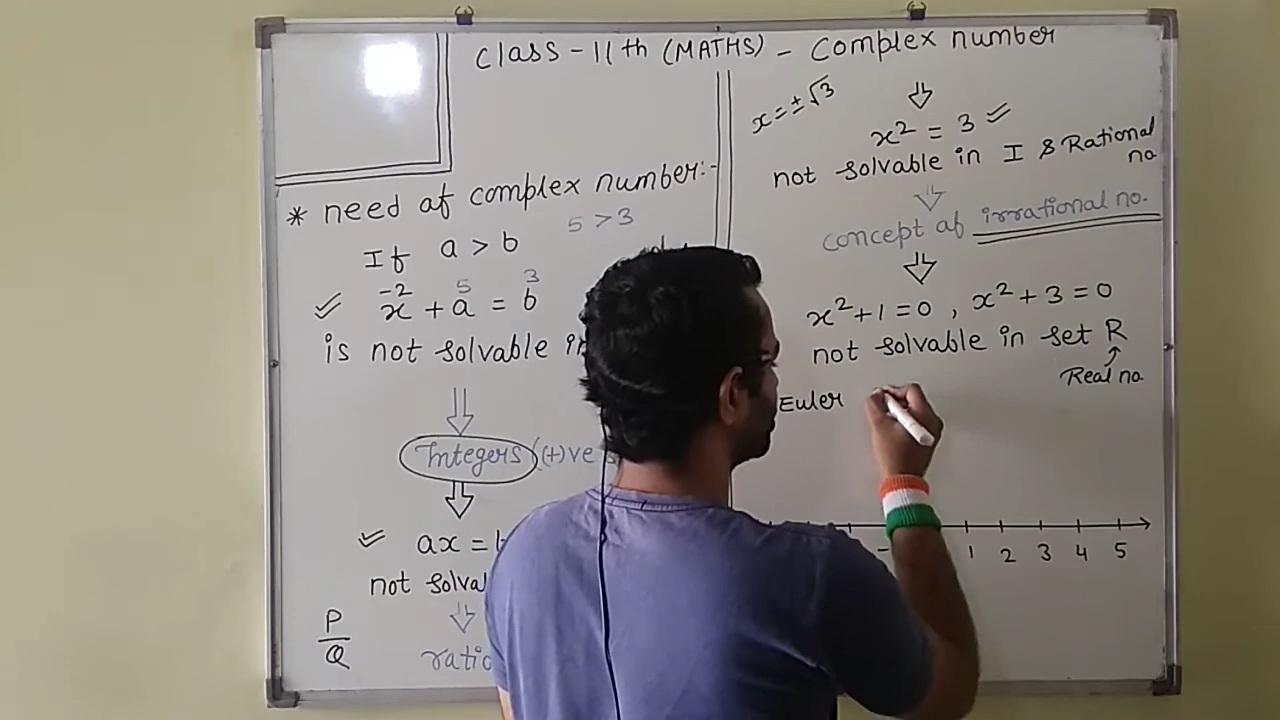 Class - 11th (MATHS) - Complex number
* need of complex number:-
5 > 3
If a > b
-2 5 3
x + a = b
is not solvable in
Integers (+)ve
ax =
not solva
P
Q
ratio
x = ±√3
x² = 3
not solvable in I & Rational
no
concept of irrational no.
x² + 1 = 0 , x² + 3 = 0
not solvable in set R
Real no.
Euler
1 2 3 4 5